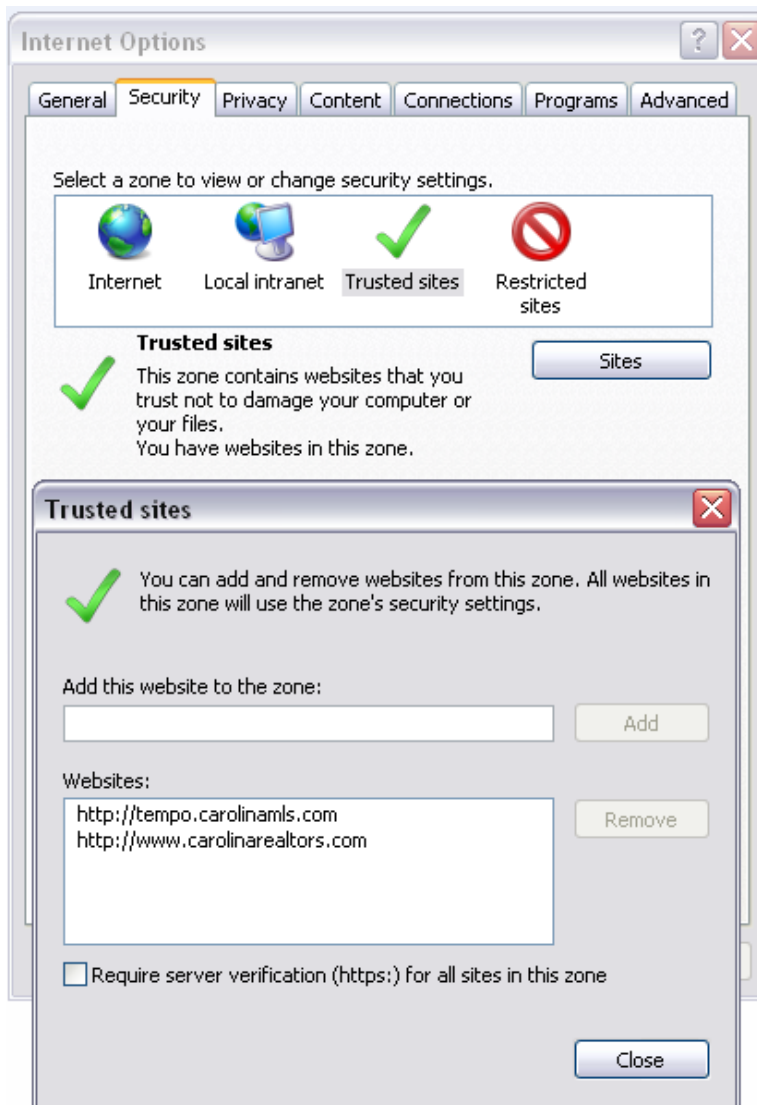 Internet Options
?
General Security Privacy Content Connections Programs Advanced
Select a zone to view or change security settings.
Internet Local intranet Trusted sites Restricted
sites
Trusted sites
Sites
This zone contains websites that you
trust not to damage your computer or
your files.
You have websites in this zone.
Trusted sites
You can add and remove websites from this zone. All websites in
this zone will use the zone's security settings.
Add this website to the zone:
Add
Websites:
http://tempo.carolinamls.com
Remove
http://www.carolinarealtors.com
Require server verification (https:) for all sites in this zone
Close